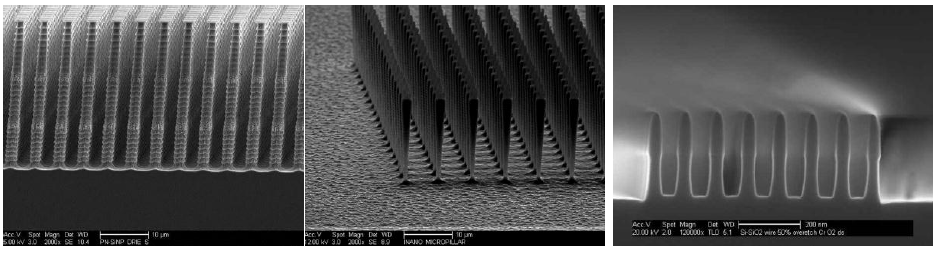 Acc.V Spot Magn Det WD 10 µm
5.00 kV 3.0 2000x SE 10.4 PN-SINP DRIE S
Acc.V Spot Magn Det WD 10 µm
12.00 kV 3.0 2000x SE 8.9 NANO MICROPILLAR
Acc.V Spot Magn Det WD 200 nm
20.00 kV 2.0 120000x TLD 5.1 Si-SiO2 wire 50% overetch Cl O2 ds